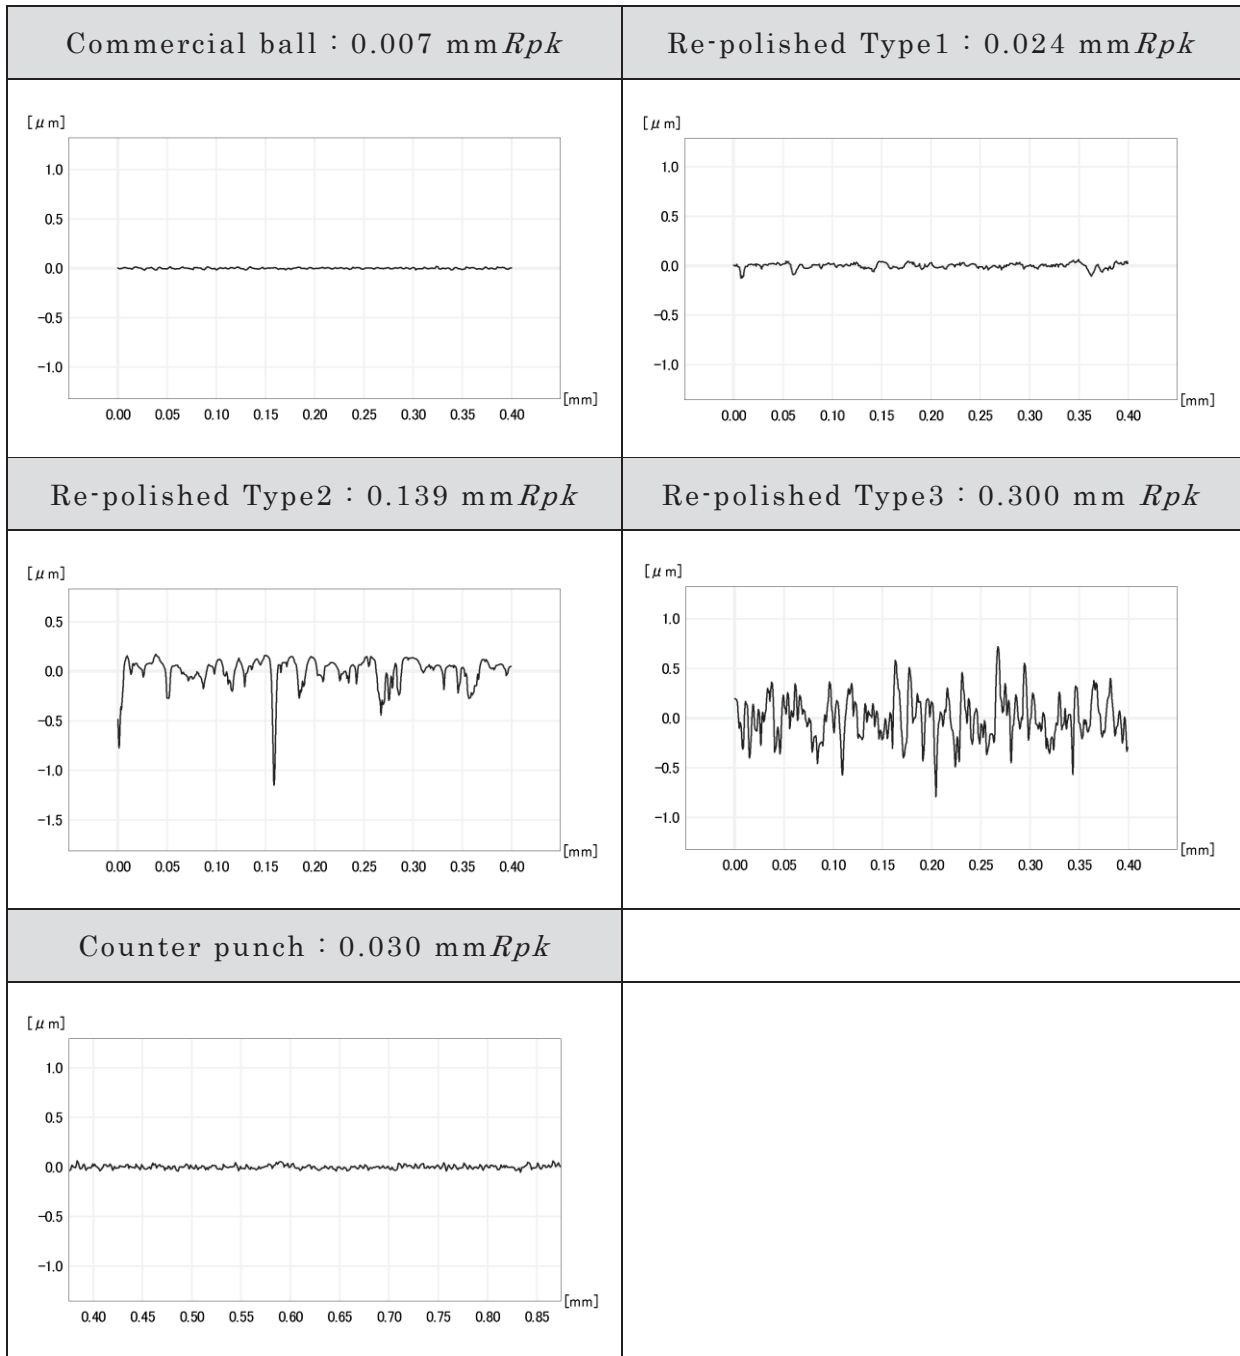 Commercial ball：0.007 mmRpk
Re-polished Type1：0.024 mmRpk
[μm]
1.0
0.5
0.0
−0.5
−1.0
0.00 0.05 0.10 0.15 0.20 0.25 0.30 0.35 0.40
[mm]
[μm]
1.0
0.5
0.0
−0.5
−1.0
0.00 0.05 0.10 0.15 0.20 0.25 0.30 0.35 0.40
[mm]
Re-polished Type2：0.139 mmRpk
Re-polished Type3：0.300 mm Rpk
[μm]
0.5
0.0
−0.5
−1.0
−1.5
0.00 0.05 0.10 0.15 0.20 0.25 0.30 0.35 0.40
[mm]
[μm]
1.0
0.5
0.0
−0.5
−1.0
0.00 0.05 0.10 0.15 0.20 0.25 0.30 0.35 0.40
[mm]
Counter punch：0.030 mmRpk
[μm]
1.0
0.5
0.0
−0.5
−1.0
0.40 0.45 0.50 0.55 0.60 0.65 0.70 0.75 0.80 0.85
[mm]